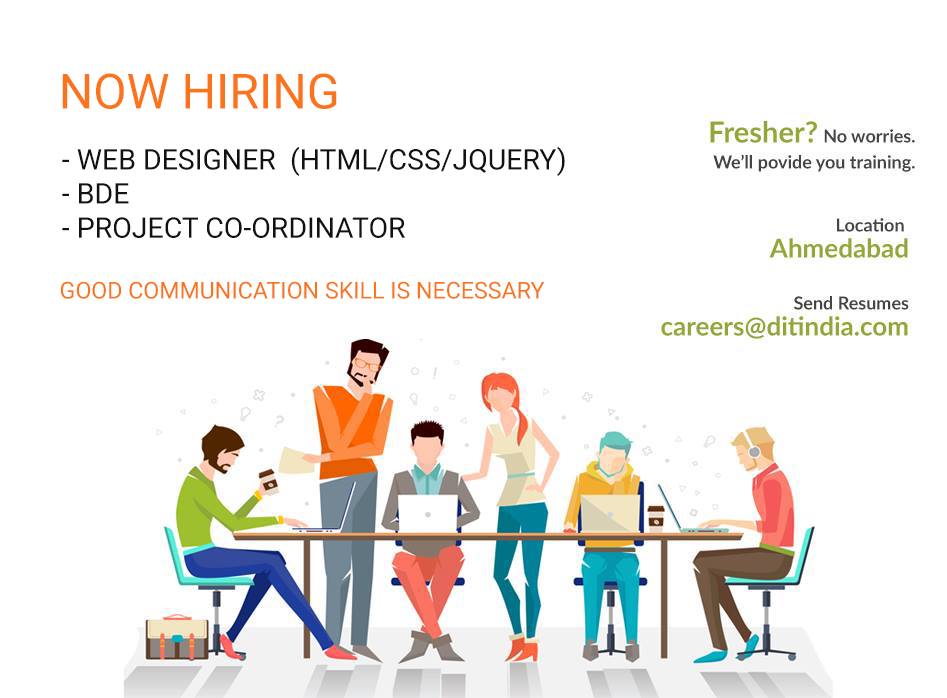 NOW HIRING
- WEB DESIGNER (HTML/CSS/JQUERY)
- BDE
- PROJECT CO-ORDINATOR
GOOD COMMUNICATION SKILL IS NECESSARY
Fresher? No worries.
We'll povide you training.
Location
Ahmedabad
Send Resumes
careers@ditindia.com